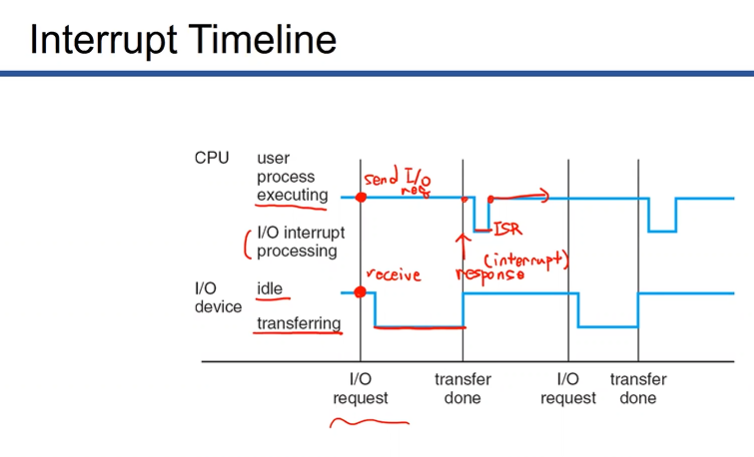 Interrupt Timeline
CPU
user
process
executing
send I/O
req
I/O interrupt
processing
ISR
(interrupt)
response
receive
I/O
device
idle
transferring
I/O
request
transfer
done
I/O
request
transfer
done